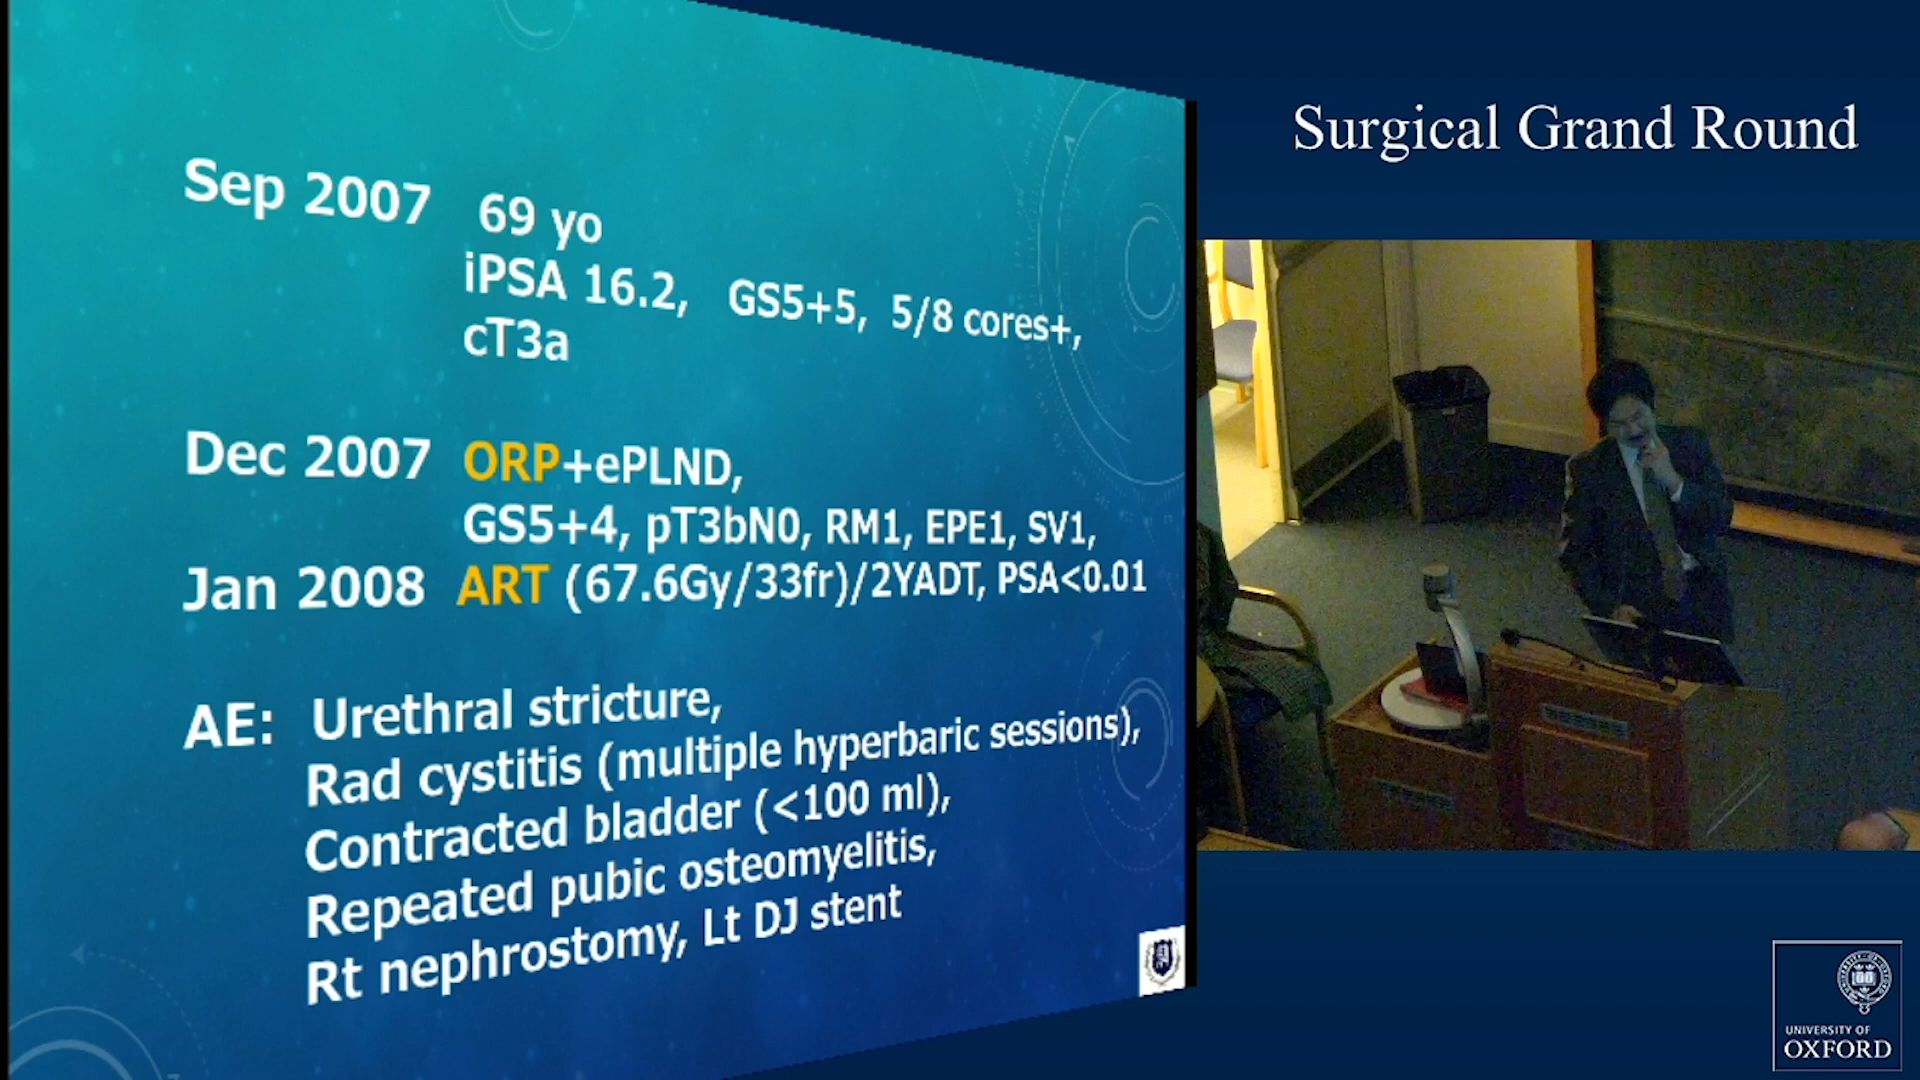 Sep 2007 69 yo
iPSA 16.2, GS5+5, 5/8 cores+,
cT3a
Dec 2007 ORP+ePLND,
GS5+4, pT3bN0, RM1, EPE1, SV1,
Jan 2008 ART (67.6Gy/33fr)/2YADT, PSA<0.01
AE: Urethral stricture,
Rad cystitis (multiple hyperbaric sessions),
Contracted bladder (<100 ml),
Repeated pubic osteomyelitis,
Rt nephrostomy, Lt DJ stent
Surgical Grand Round
UNIVERSITY OF
OXFORD